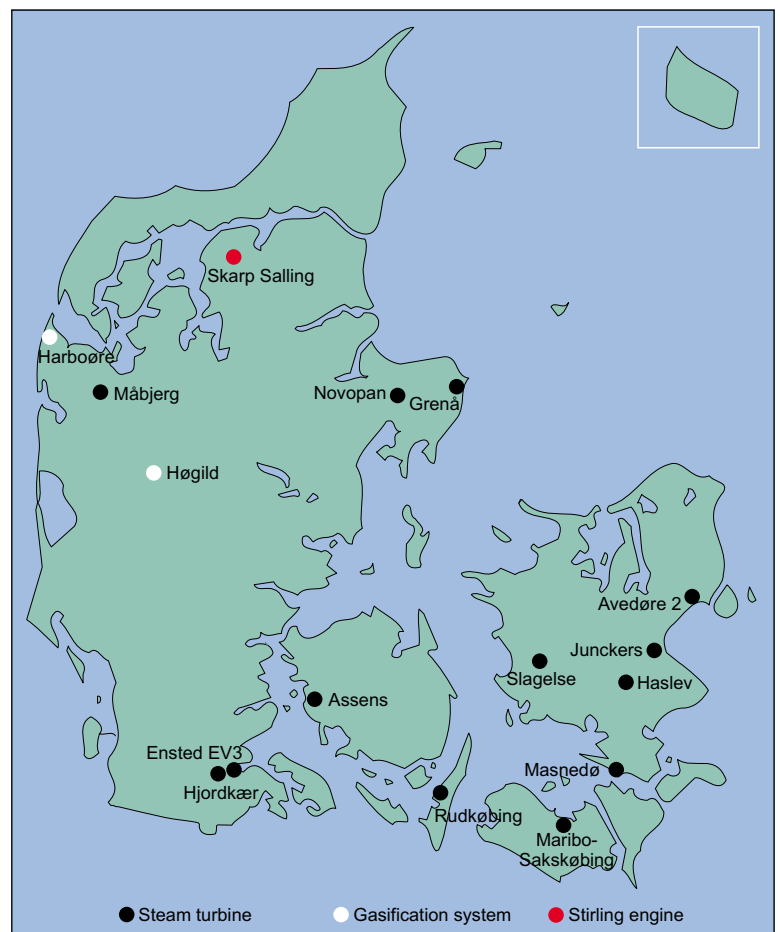 Skarp Salling
Harboøre
Måbjerg
Novopan
Grenå
Høgild
Avedøre 2
Junckers
Slagelse
Haslev
Assens
Ensted EV3
Hjordkær
Masnedø
Rudkøbing
Maribo-
Sakskøbing
Steam turbine
Gasification system
Stirling engine